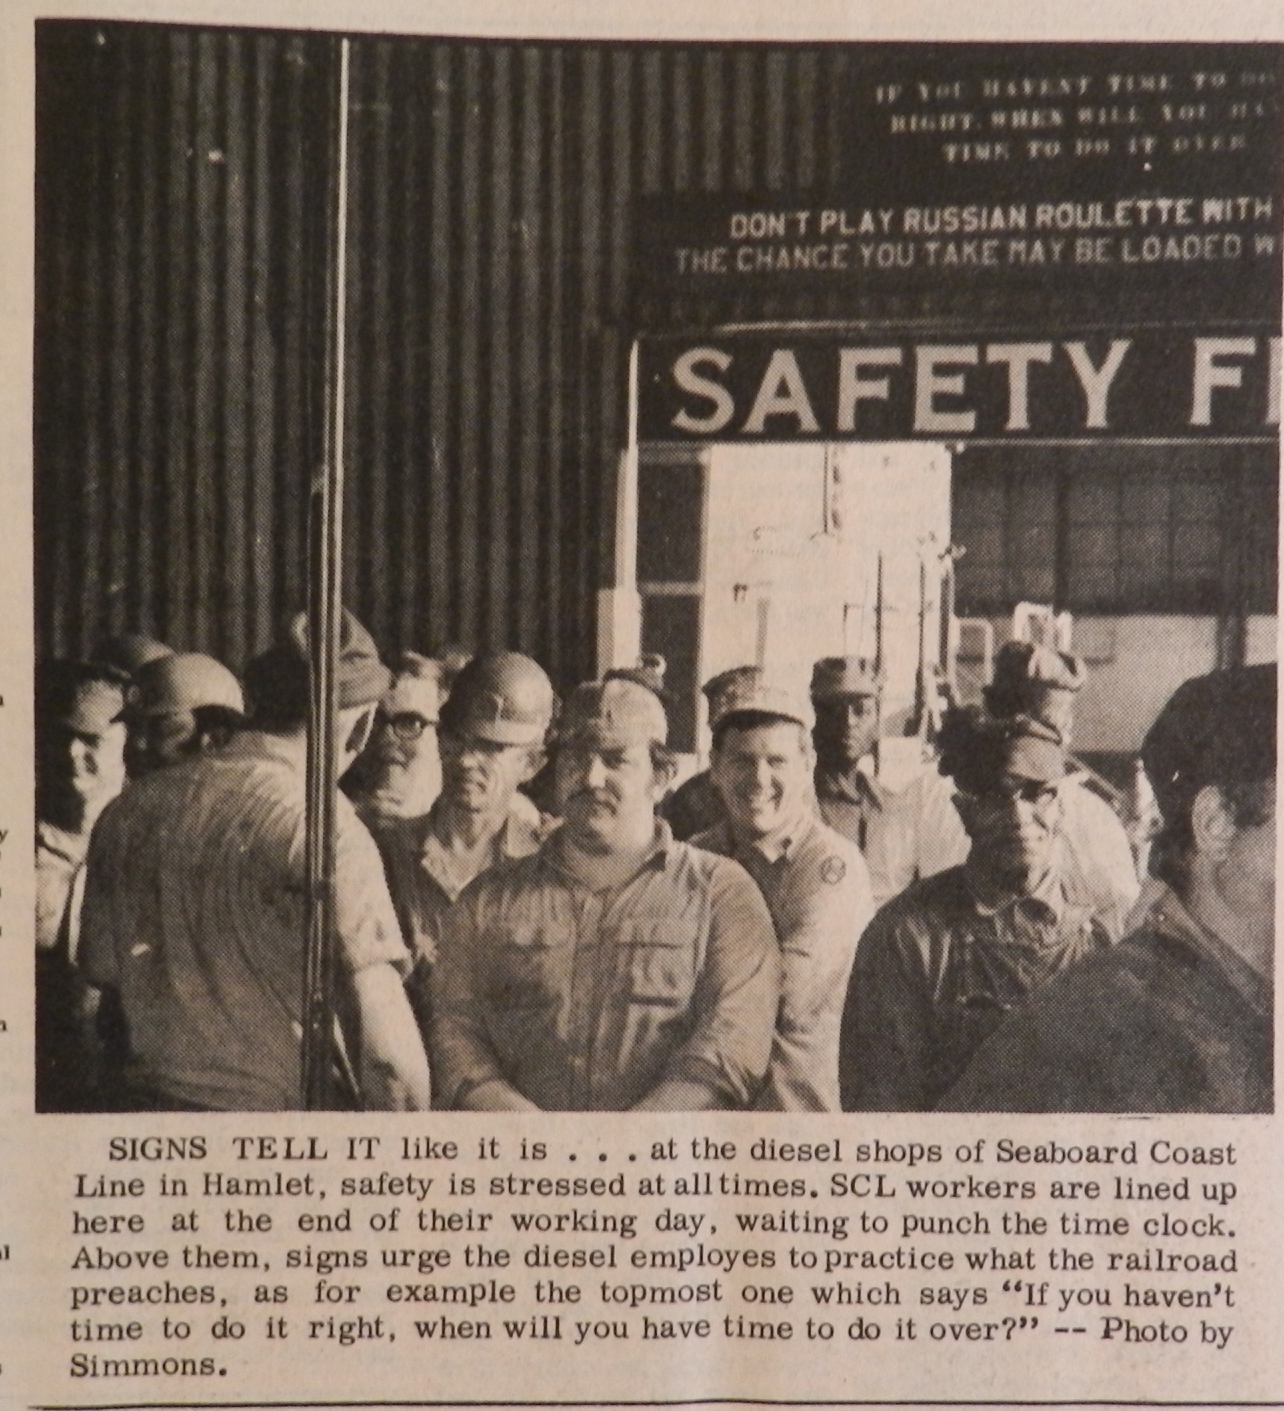 IF YOU HAVENT TIME TO DO
RIGHT, WHEN WILL YOU HA
TIME TO DO IT OVER
DON'T PLAY RUSSIAN ROULETTE WITH
THE CHANCE YOU TAKE MAY BE LOADED W
SAFETY FI
SIGNS TELL IT like it is . . . at the diesel shops of Seaboard Coast
Line in Hamlet, safety is stressed at all times. SCL workers are lined up
here at the end of their working day, waiting to punch the time clock.
Above them, signs urge the diesel employes to practice what the railroad
preaches, as for example the topmost one which says “If you haven't
time to do it right, when will you have time to do it over?” -- Photo by
Simmons.